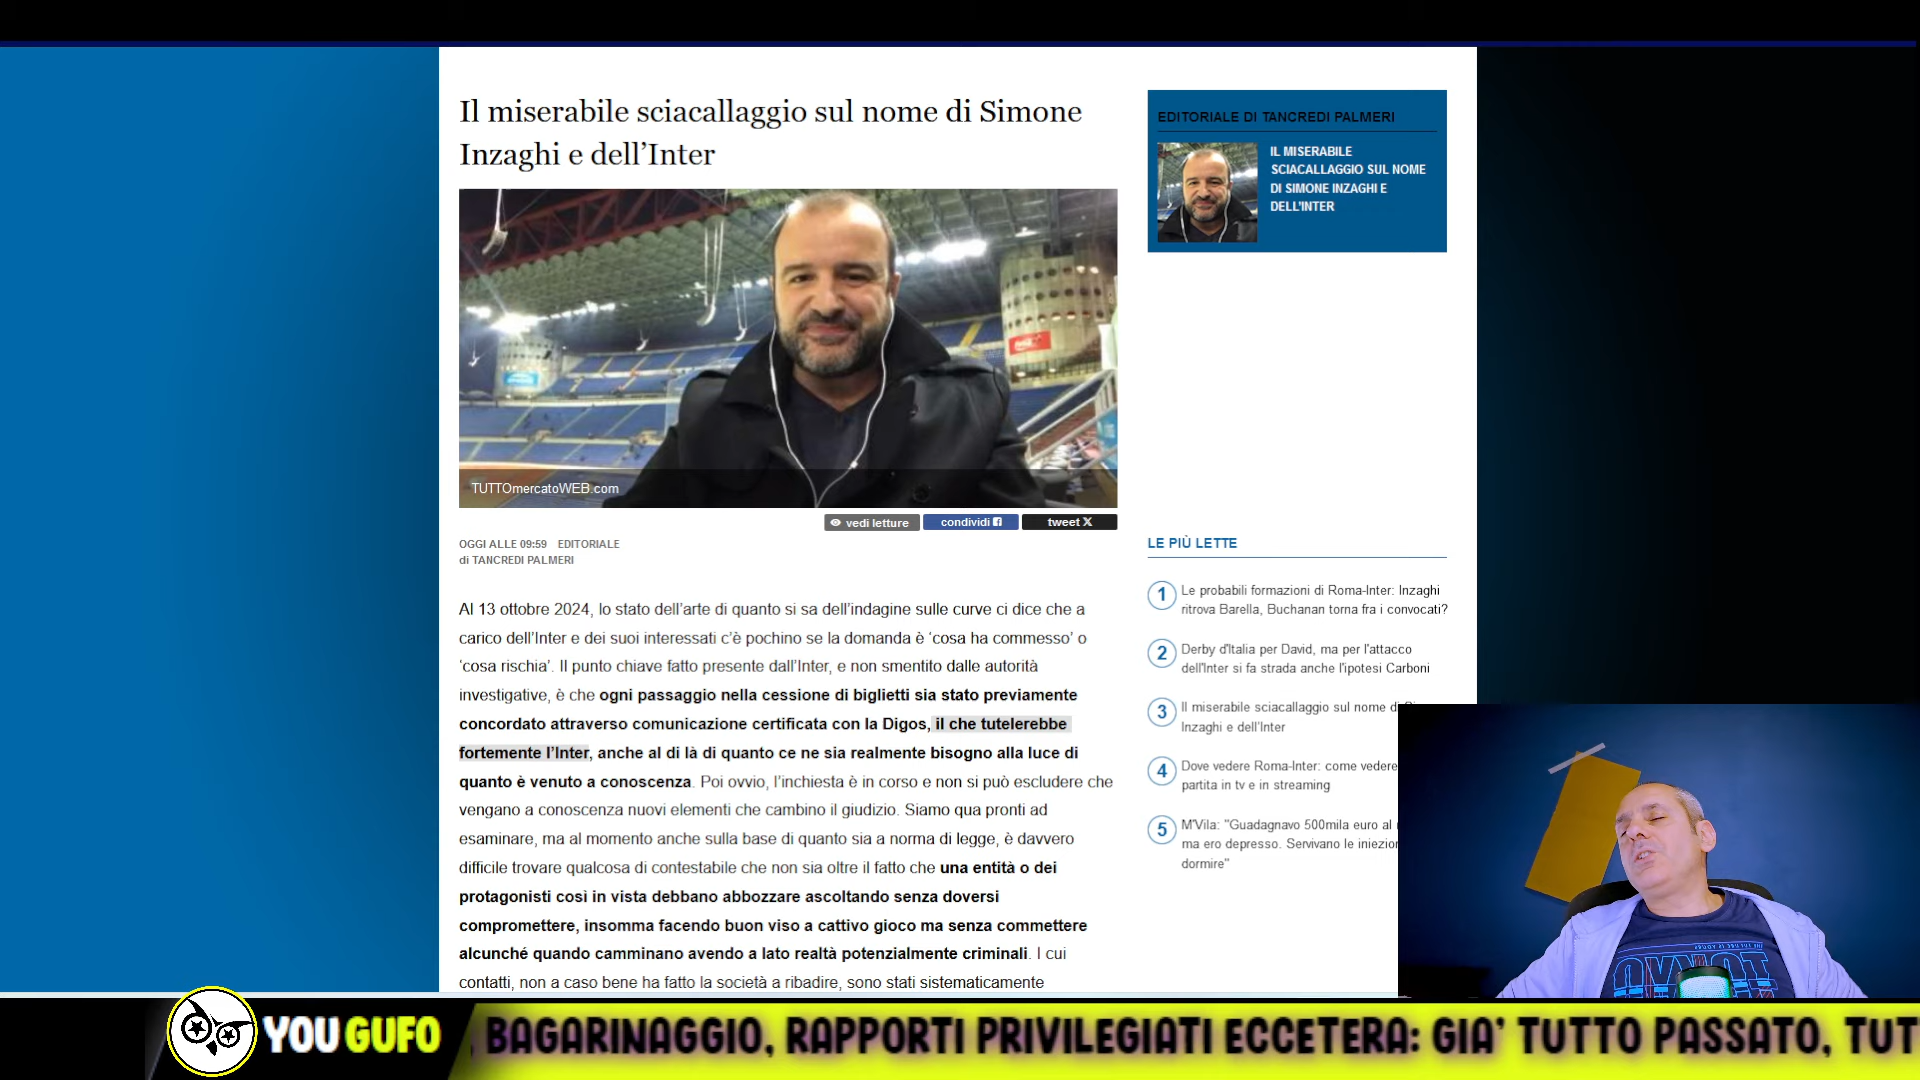 Il miserabile sciacallaggio sul nome di Simone
Inzaghi e dell’Inter
TUTTOmercatoWEB.com
vedi letture
condividi
tweet X
OGGI ALLE 09:59 EDITORIALE
di TANCREDI PALMERI
Al 13 ottobre 2024, lo stato dell’arte di quanto si sa dell’indagine sulle curve ci dice che a
carico dell’Inter e dei suoi interessati c’è pochino se la domanda è ‘cosa ha commesso’ o
‘cosa rischia’. Il punto chiave fatto presente dall’Inter, e non smentito dalle autorità
investigative, è che ogni passaggio nella cessione di biglietti sia stato previamente
concordato attraverso comunicazione certificata con la Digos, il che tutelerebbe
fortemente l’Inter, anche al di là di quanto ce ne sia realmente bisogno alla luce di
quanto è venuto a conoscenza. Poi ovvio, l’inchiesta è in corso e non si può escludere che
vengano a conoscenza nuovi elementi che cambino il giudizio. Siamo qua pronti ad
esaminare, ma al momento anche sulla base di quanto sia a norma di legge, è davvero
difficile trovare qualcosa di contestabile che non sia oltre il fatto che una entità o dei
protagonisti così in vista debbano abbozzare ascoltando senza doversi
compromettere, insomma facendo buon viso a cattivo gioco ma senza commettere
alcunché quando camminano avendo a lato realtà potenzialmente criminali. I cui
contatti, non a caso bene ha fatto la società a ribadire, sono stati sistematicamente
EDITORIALE DI TANCREDI PALMERI
IL MISERABILE
SCIACALLAGGIO SUL NOME
DI SIMONE INZAGHI E
DELL'INTER
LE PIÙ LETTE
1 Le probabili formazioni di Roma-Inter: Inzaghi
ritrova Barella, Buchanan torna fra i convocati?
2 Derby d'Italia per David, ma per l'attacco
dell'Inter si fa strada anche l'ipotesi Carboni
3 Il miserabile sciacallaggio sul nome
Inzaghi e dell'Inter
4 Dove vedere Roma-Inter: come vedere
partita in tv e in streaming
5 M'Vila: "Guadagnavo 500mila euro al
ma ero depresso. Servivano le
dormire"
YOU GUFO
, BAGARINAGGIO, RAPPORTI PRIVILEGIATI ECCETERA: GIA’ TUTTO PASSATO, TUT